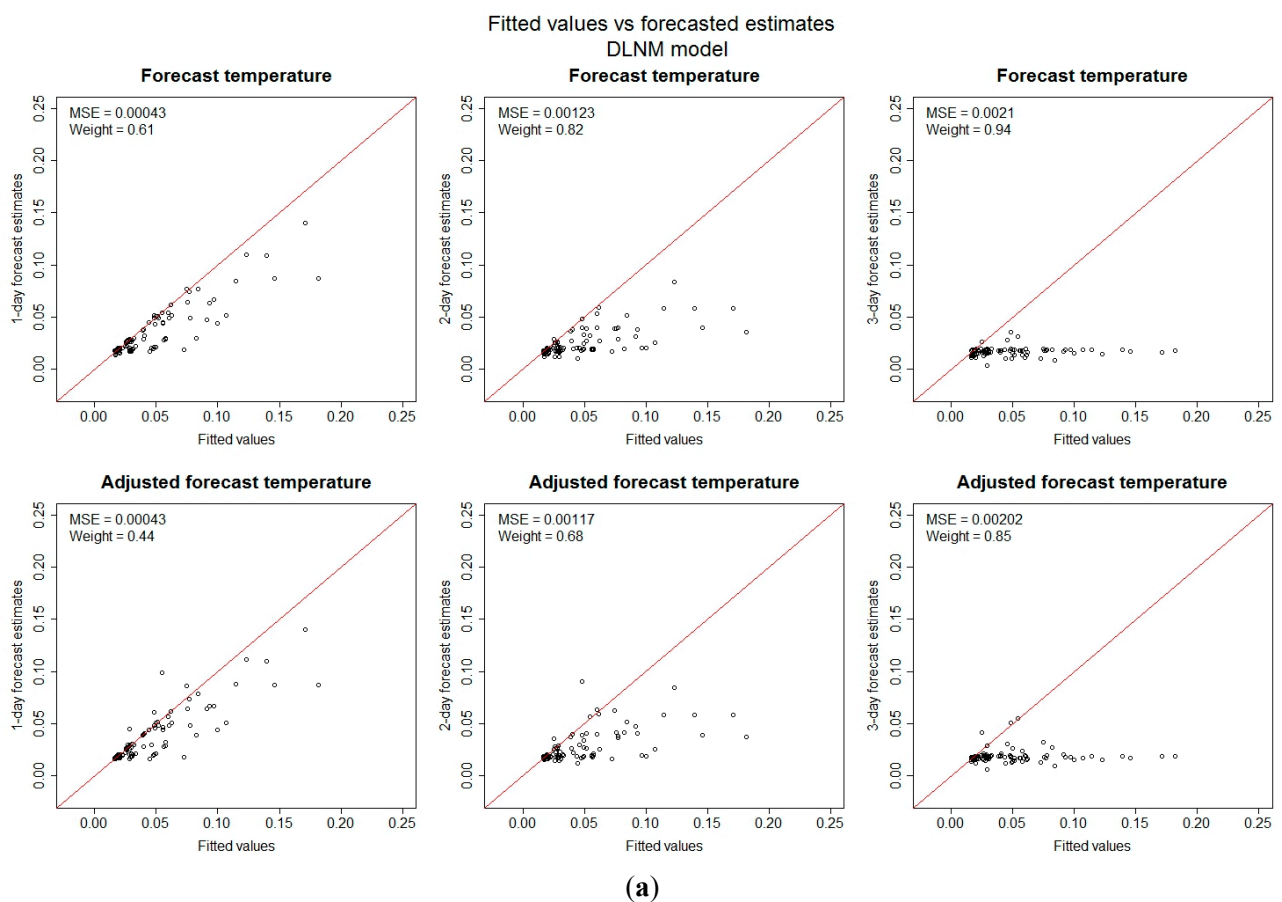 Fitted values vs forecasted estimates
DLNM model
Forecast temperature
MSE = 0.00043
Weight = 0.61
1-day forecast estimates
0.25
0.20
0.15
0.10
0.05
0.00
0.00 0.05 0.10 0.15 0.20 0.25
Fitted values
Forecast temperature
MSE = 0.00123
Weight = 0.82
2-day forecast estimates
0.25
0.20
0.15
0.10
0.05
0.00
0.00 0.05 0.10 0.15 0.20 0.25
Fitted values
Forecast temperature
MSE = 0.0021
Weight = 0.94
3-day forecast estimates
0.25
0.20
0.15
0.10
0.05
0.00
0.00 0.05 0.10 0.15 0.20 0.25
Fitted values
Adjusted forecast temperature
MSE = 0.00043
Weight = 0.44
1-day forecast estimates
0.25
0.20
0.15
0.10
0.05
0.00
0.00 0.05 0.10 0.15 0.20 0.25
Fitted values
Adjusted forecast temperature
MSE = 0.00117
Weight = 0.68
2-day forecast estimates
0.25
0.20
0.15
0.10
0.05
0.00
0.00 0.05 0.10 0.15 0.20 0.25
Fitted values
Adjusted forecast temperature
MSE = 0.00202
Weight = 0.85
3-day forecast estimates
0.25
0.20
0.15
0.10
0.05
0.00
0.00 0.05 0.10 0.15 0.20 0.25
Fitted values
(a)